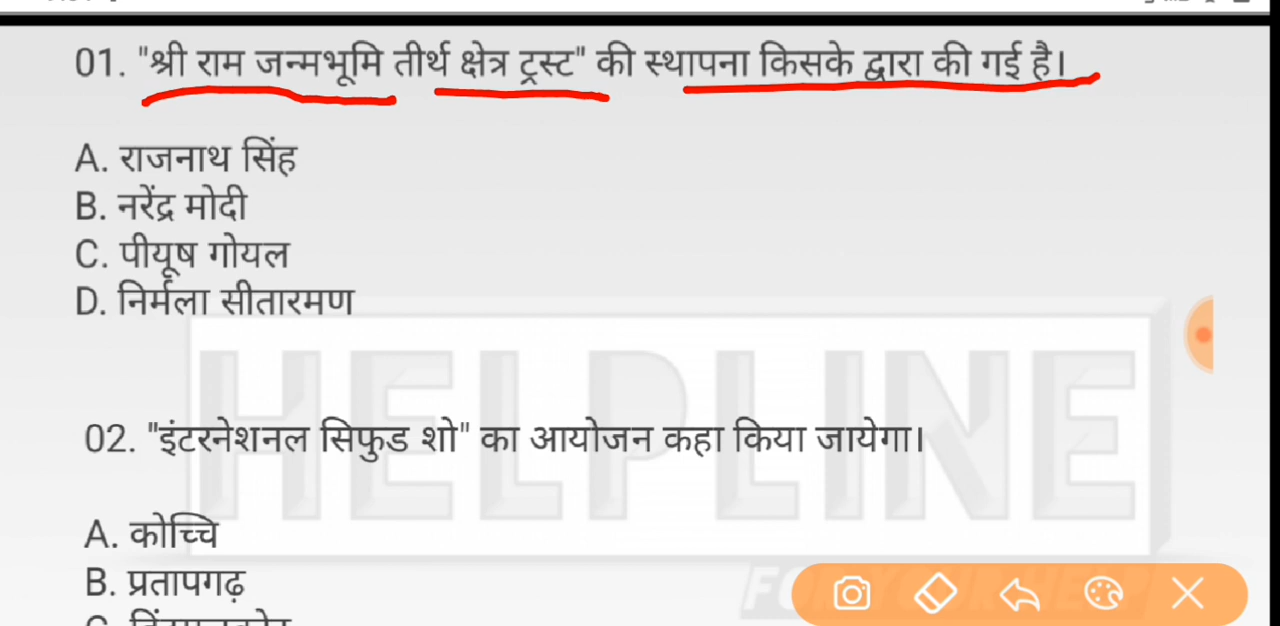 01. "श्री राम जन्मभूमि तीर्थ क्षेत्र ट्रस्ट" की स्थापना किसके द्वारा की गई है।
A. राजनाथ सिंह
B. नरेंद्र मोदी
C. पीयूष गोयल
D. निर्मला सीतारमण
HELPLINE
02. "इंटरनेशनल सिफुड शो" का आयोजन कहा किया जायेगा।
A. कोच्चि
B. प्रतापगढ़